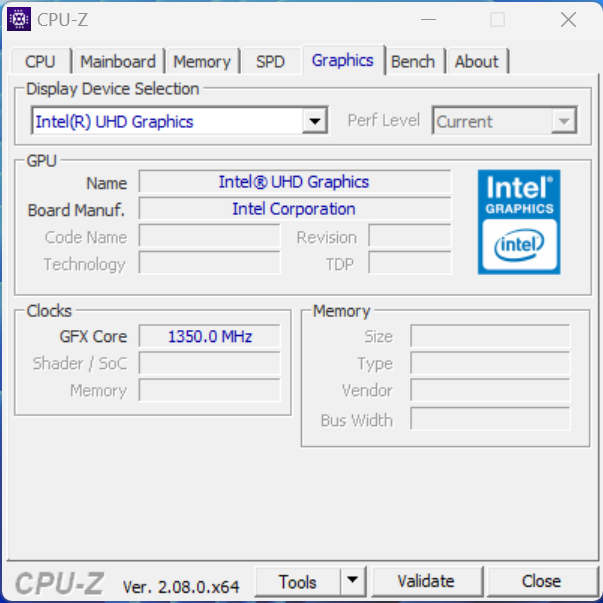 CPU-Z
CPU Mainboard Memory SPD Graphics Bench About
Display Device Selection
Intel(R) UHD Graphics Perf Level Current
GPU
Name Intel® UHD Graphics
Board Manuf. Intel Corporation
Code Name Revision
Technology TDP
Intel®
GRAPHICS
intel
Clocks
GFX Core 1350.0 MHz
Shader / SoC
Memory
Memory
Size
Type
Vendor
Bus Width
CPU-Z Ver. 2.08.0.x64 Tools Validate Close